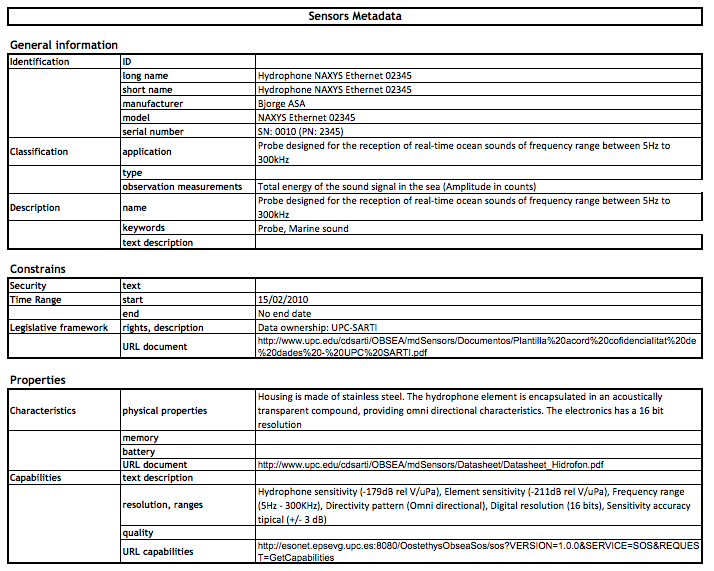 Sensors Metadata
General information
Identification ID
long name Hydrophone NAXYS Ethernet 02345
short name Hydrophone NAXYS Ethernet 02345
manufacturer Bjorge ASA
model NAXYS Ethernet 02345
serial number SN: 0010 (PN: 2345)
Classification application Probe designed for the reception of real-time ocean sounds of frequency range between 5Hz to
300kHz
type
observation measurements Total energy of the sound signal in the sea (Amplitude in counts)
Description name Probe designed for the reception of real-time ocean sounds of frequency range between 5Hz to
300kHz
keywords Probe, Marine sound
text description
Constrains
Security text
Time Range start 15/02/2010
end No end date
Legislative framework rights, description Data ownership: UPC-SARTI
URL document http://www.upc.edu/cdsarti/OBSEA/mdSensors/Documentos/Plantilla%20acord%20cofidencialitat%20de
%20dades%20-%20UPC%20SARTI.pdf
Properties
Characteristics physical properties Housing is made of stainless steel. The hydrophone element is encapsulated in an acoustically
transparent compound, providing omni directional characteristics. The electronics has a 16 bit
resolution
memory
battery
URL document http://www.upc.edu/cdsarti/OBSEA/mdSensors/Datasheet/Datasheet_Hidrofon.pdf
Capabilities text description
resolution, ranges Hydrophone sensitivity (-179dB rel V/uPa), Element sensitivity (-211dB rel V/uPa), Frequency range
(5Hz - 300KHz), Directivity pattern (Omni directional), Digital resolution (16 bits), Sensitivity accuracy
tipical (+/- 3 dB)
quality
URL capabilities http://esonet.epsevg.upc.es:8080/OostethysObseaSos/sos?VERSION=1.0.0&SERVICE=SOS&REQUES
T=GetCapabilities